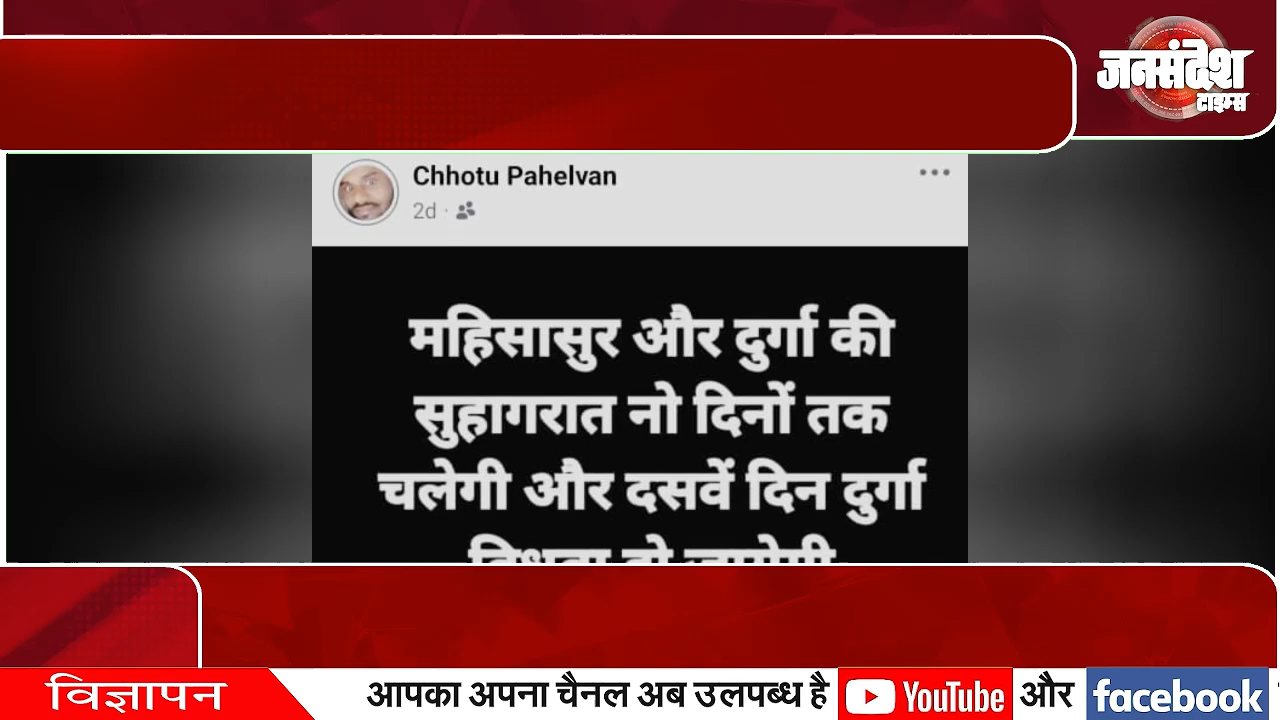 जनसंदेश
टाइम्स
Chhotu Pahelvan
2d
महिसासुर और दुर्गा की
सुहागरात नो दिनों तक
चलेगी और दसवें दिन दुर्गा
विज्ञापन
आपका अपना चैनल अब उलपब्ध है YouTube और facebook